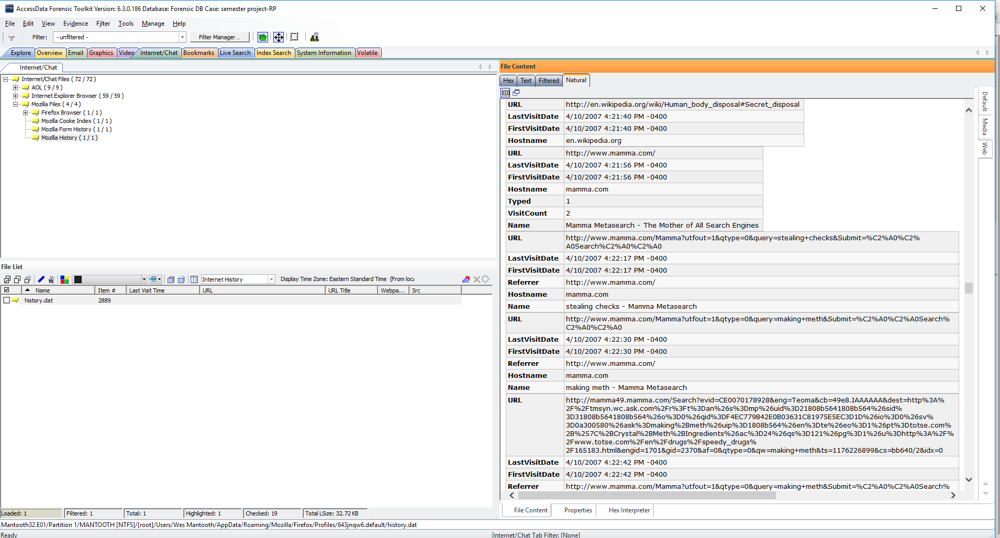 AccessData Forensic Toolkit Version: 6.3.0.186 Database: Forensic DB Case: semester project-RP
File Edit View Evidence Filter Tools Manage Help
Filter: - unfiltered - Filter Manager...
Explore Overview Email Graphics Video Internet/Chat Bookmarks Live Search Index Search System Information Volatile
Internet/Chat
Internet/Chat Files ( 72 / 72 )
AOL ( 9 / 9 )
Internet Explorer Browser ( 59 / 59 )
Mozilla Files ( 4 / 4 )
Firefox Browser ( 1 / 1 )
Mozilla Cooke Index ( 1 / 1 )
Mozilla Form History ( 1 / 1 )
Mozilla History ( 1 / 1 )
File List
Internet History Display Time Zone: Eastern Standard Time (From loca
Name Item # Last Visit Time URL URL Title Webpa... Src
history.dat 2889
Loaded: 1 Filtered: 1 Total: 1 Highlighted: 1 Checked: 19 Total LSize: 32.72 KB
File Content
Hex Text Filtered Natural
css
URL http://en.wikipedia.org/wiki/Human_body_disposal#Secret_disposal
LastVisitDate 4/10/2007 4:21:40 PM -0400
FirstVisitDate 4/10/2007 4:21:40 PM -0400
Hostname en.wikipedia.org
URL http://www.mamma.com/
LastVisitDate 4/10/2007 4:21:56 PM -0400
FirstVisitDate 4/10/2007 4:21:56 PM -0400
Hostname mamma.com
Typed 1
VisitCount 2
Name Mamma Metasearch - The Mother of All Search Engines
URL http://www.mamma.com/Mamma?utfout=1&qtype=0&query=stealing+checks&Submit=%C2%A0%C2%
A0Search%C2%A0%C2%A0
LastVisitDate 4/10/2007 4:22:17 PM -0400
FirstVisitDate 4/10/2007 4:22:17 PM -0400
Referrer http://www.mamma.com/
Hostname mamma.com
Name stealing checks - Mamma Metasearch
URL http://www.mamma.com/Mamma?utfout=1&qtype=0&query=making+meth&Submit=%C2%A0%C2%A0Search%
C2%A0%C2%A0
LastVisitDate 4/10/2007 4:22:30 PM -0400
FirstVisitDate 4/10/2007 4:22:30 PM -0400
Referrer http://www.mamma.com/
Hostname mamma.com
Name making meth - Mamma Metasearch
URL http://mamma49.mamma.com/Search?evid=CE0070178928&eng=Teoma&cb=49e8.IAAAAAA&dest=http%3A%
2F%2Ftmsyn.wc.ask.com%2Fr%3Ft%3Dan%26s%3Dmp%26uid%3D21808b5641808b564%26sid%
3D31808b5641808b564%26o%3D0%26qid%3DF4EC779B42E0B03631C81975E5EC3D1D%26io%3D0%26sv%
3D0a300580%26ask%3Dmaking%2Bmeth%26uip%3D1808b564%26en%3Dte%26eo%3D1%26pt%3Dtotse.com%
2B%257C%2BCrystal%2BMeth%2BIngredients%26ac%3D24%26qs%3D121%26pg%3D1%26u%3Dhttp%3A%2F%
2Fwww.totse.com%2Fen%2Fdrugs%2Fspeedy_drugs%
2F165183.html&engid=1701&gid=2370&af=0&qtype=0&qw=making+meth&ts=1176226899&cs=bb640/2&idx=0
LastVisitDate 4/10/2007 4:22:42 PM -0400
FirstVisitDate 4/10/2007 4:22:42 PM -0400
Referrer http://www.mamma.com/Mamma?utfout=1&qtype=0&query=making+meth&Submit=%C2%A0%C2%A0Search%
Default
Media
Web
File Content Properties Hex Interpreter
Mantooth32.E01/Partition 1/MANTOOTH [NTFS]/[root]/Users/Wes Mantooth/AppData/Roaming/Mozilla/Firefox/Profiles/643jnqw6.default/history.dat
Ready Internet/Chat Tab Filter: [None]